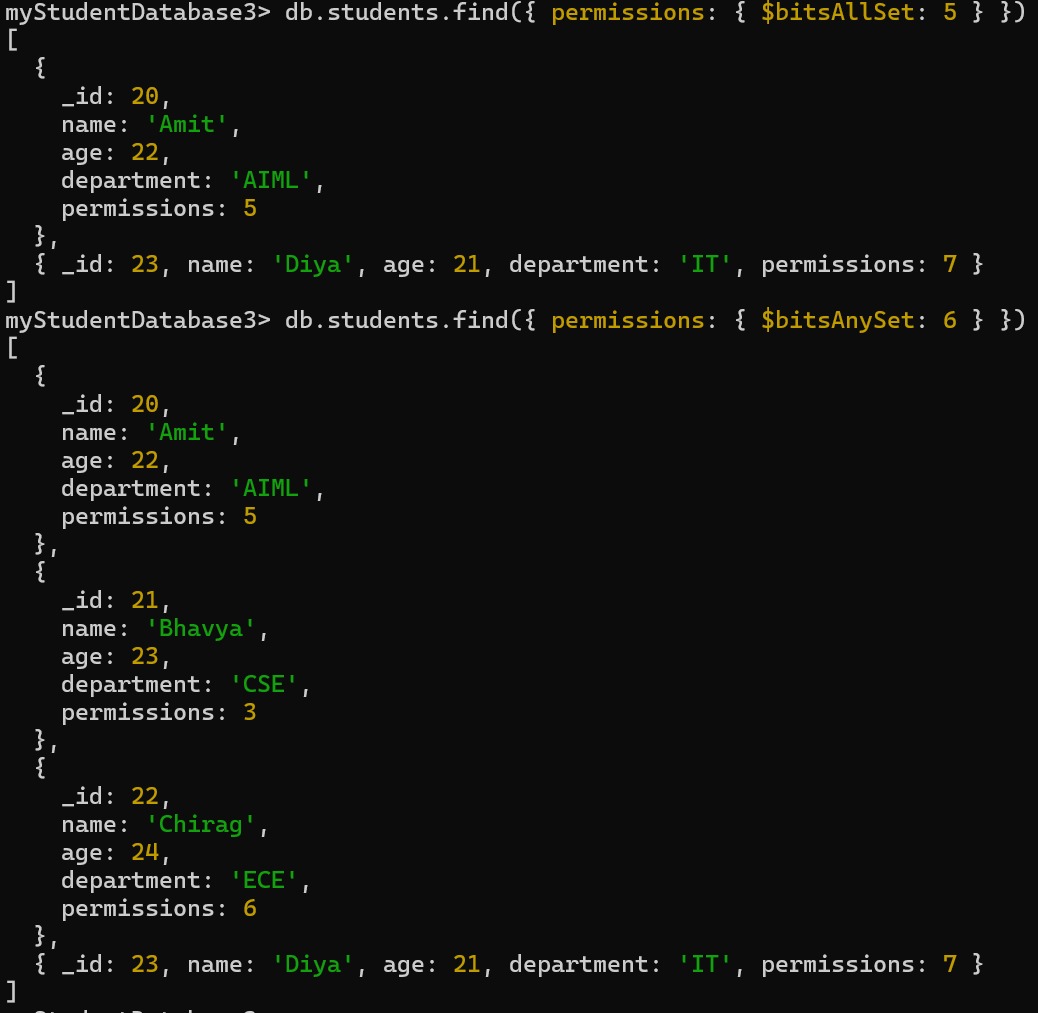 myStudentDatabase3> db.students.find({ permissions: { $bitsAllSet: 5 } })
[
  {
    _id: 20,
    name: 'Amit',
    age: 22,
    department: 'AIML',
    permissions: 5
  },
  { _id: 23, name: 'Diya', age: 21, department: 'IT', permissions: 7 }
]
myStudentDatabase3> db.students.find({ permissions: { $bitsAnySet: 6 } })
[
  {
    _id: 20,
    name: 'Amit',
    age: 22,
    department: 'AIML',
    permissions: 5
  },
  {
    _id: 21,
    name: 'Bhavya',
    age: 23,
    department: 'CSE',
    permissions: 3
  },
  {
    _id: 22,
    name: 'Chirag',
    age: 24,
    department: 'ECE',
    permissions: 6
  },
  { _id: 23, name: 'Diya', age: 21, department: 'IT', permissions: 7 }
]